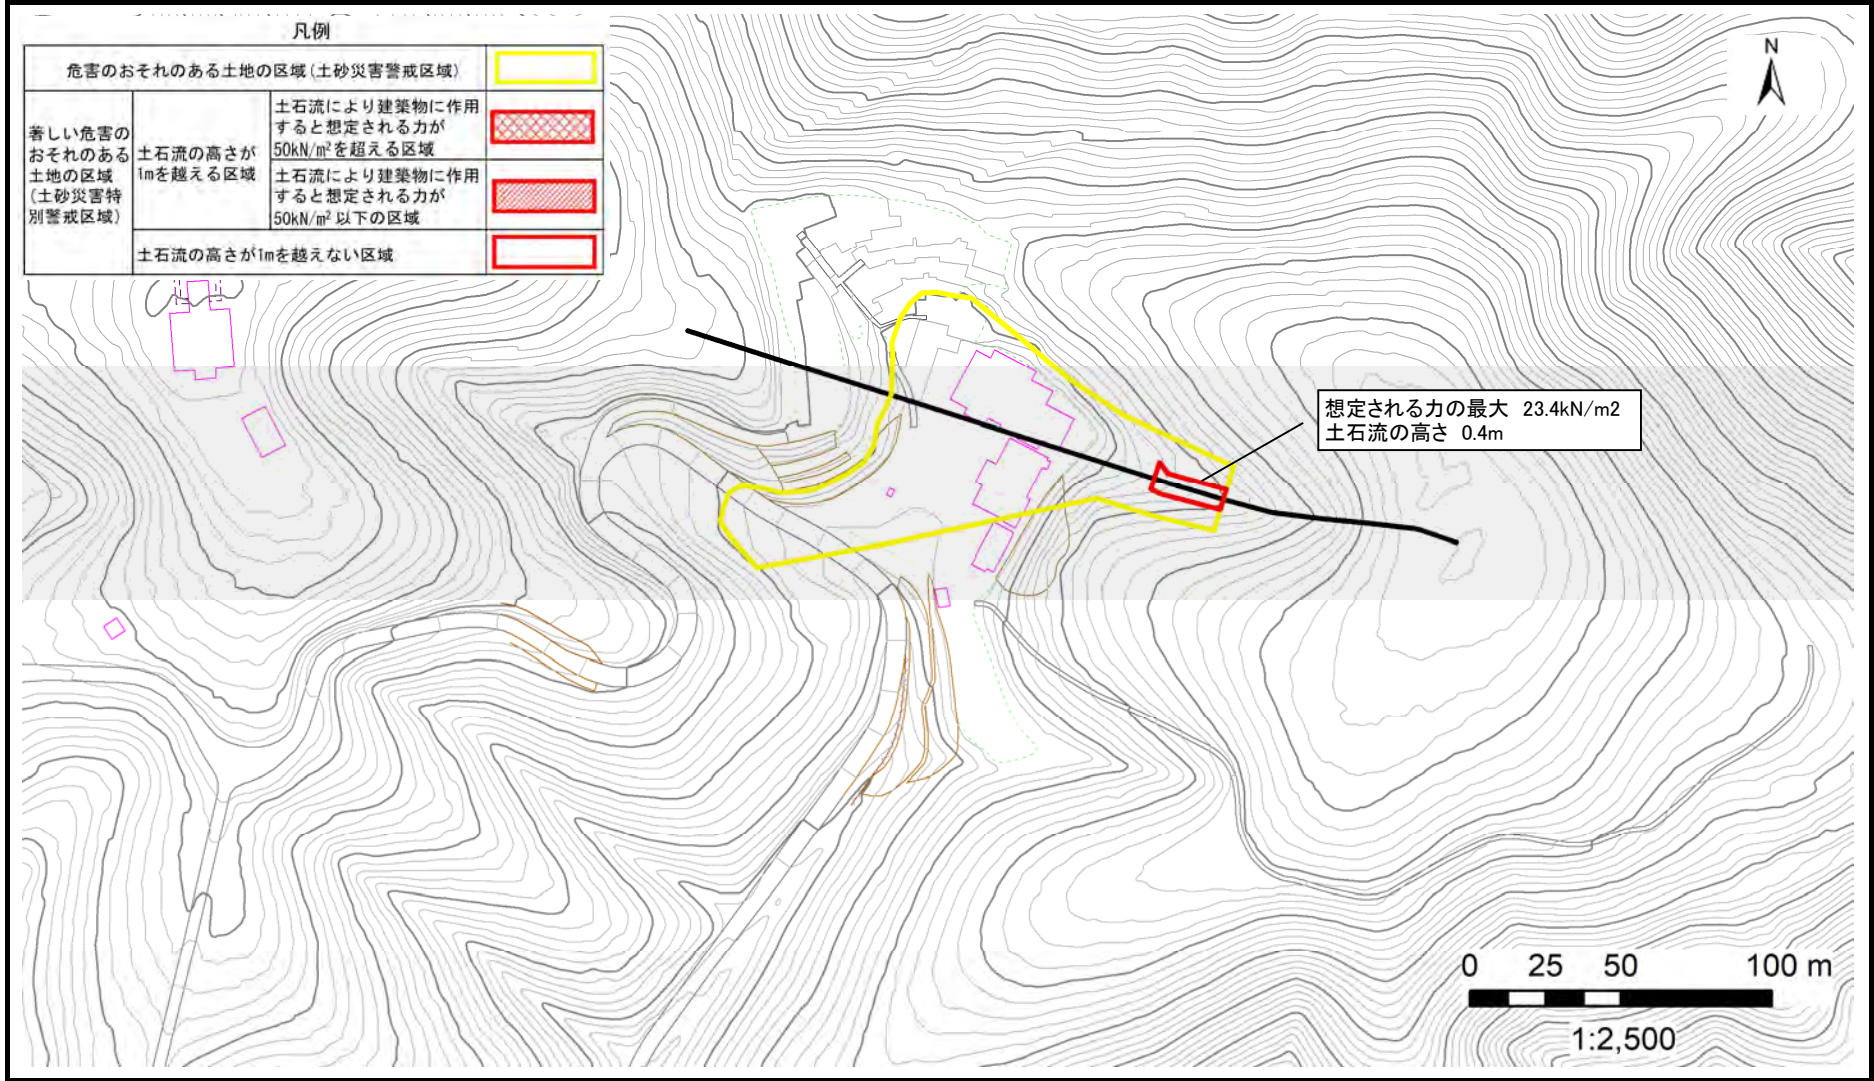 凡例
危害のおそれのある土地の区域(土砂災害警戒区域)
著しい危害の
おそれのある
土地の区域
(土砂災害特
別警戒区域)
土石流の高さが
1mを越える区域
土石流により建築物に作用
すると想定される力が
50kN/m²を超える区域
土石流により建築物に作用
すると想定される力が
50kN/m²以下の区域
土石流の高さが1mを越えない区域
N
想定される力の最大 23.4kN/m2
土石流の高さ 0.4m
0 25 50 100 m
1:2,500